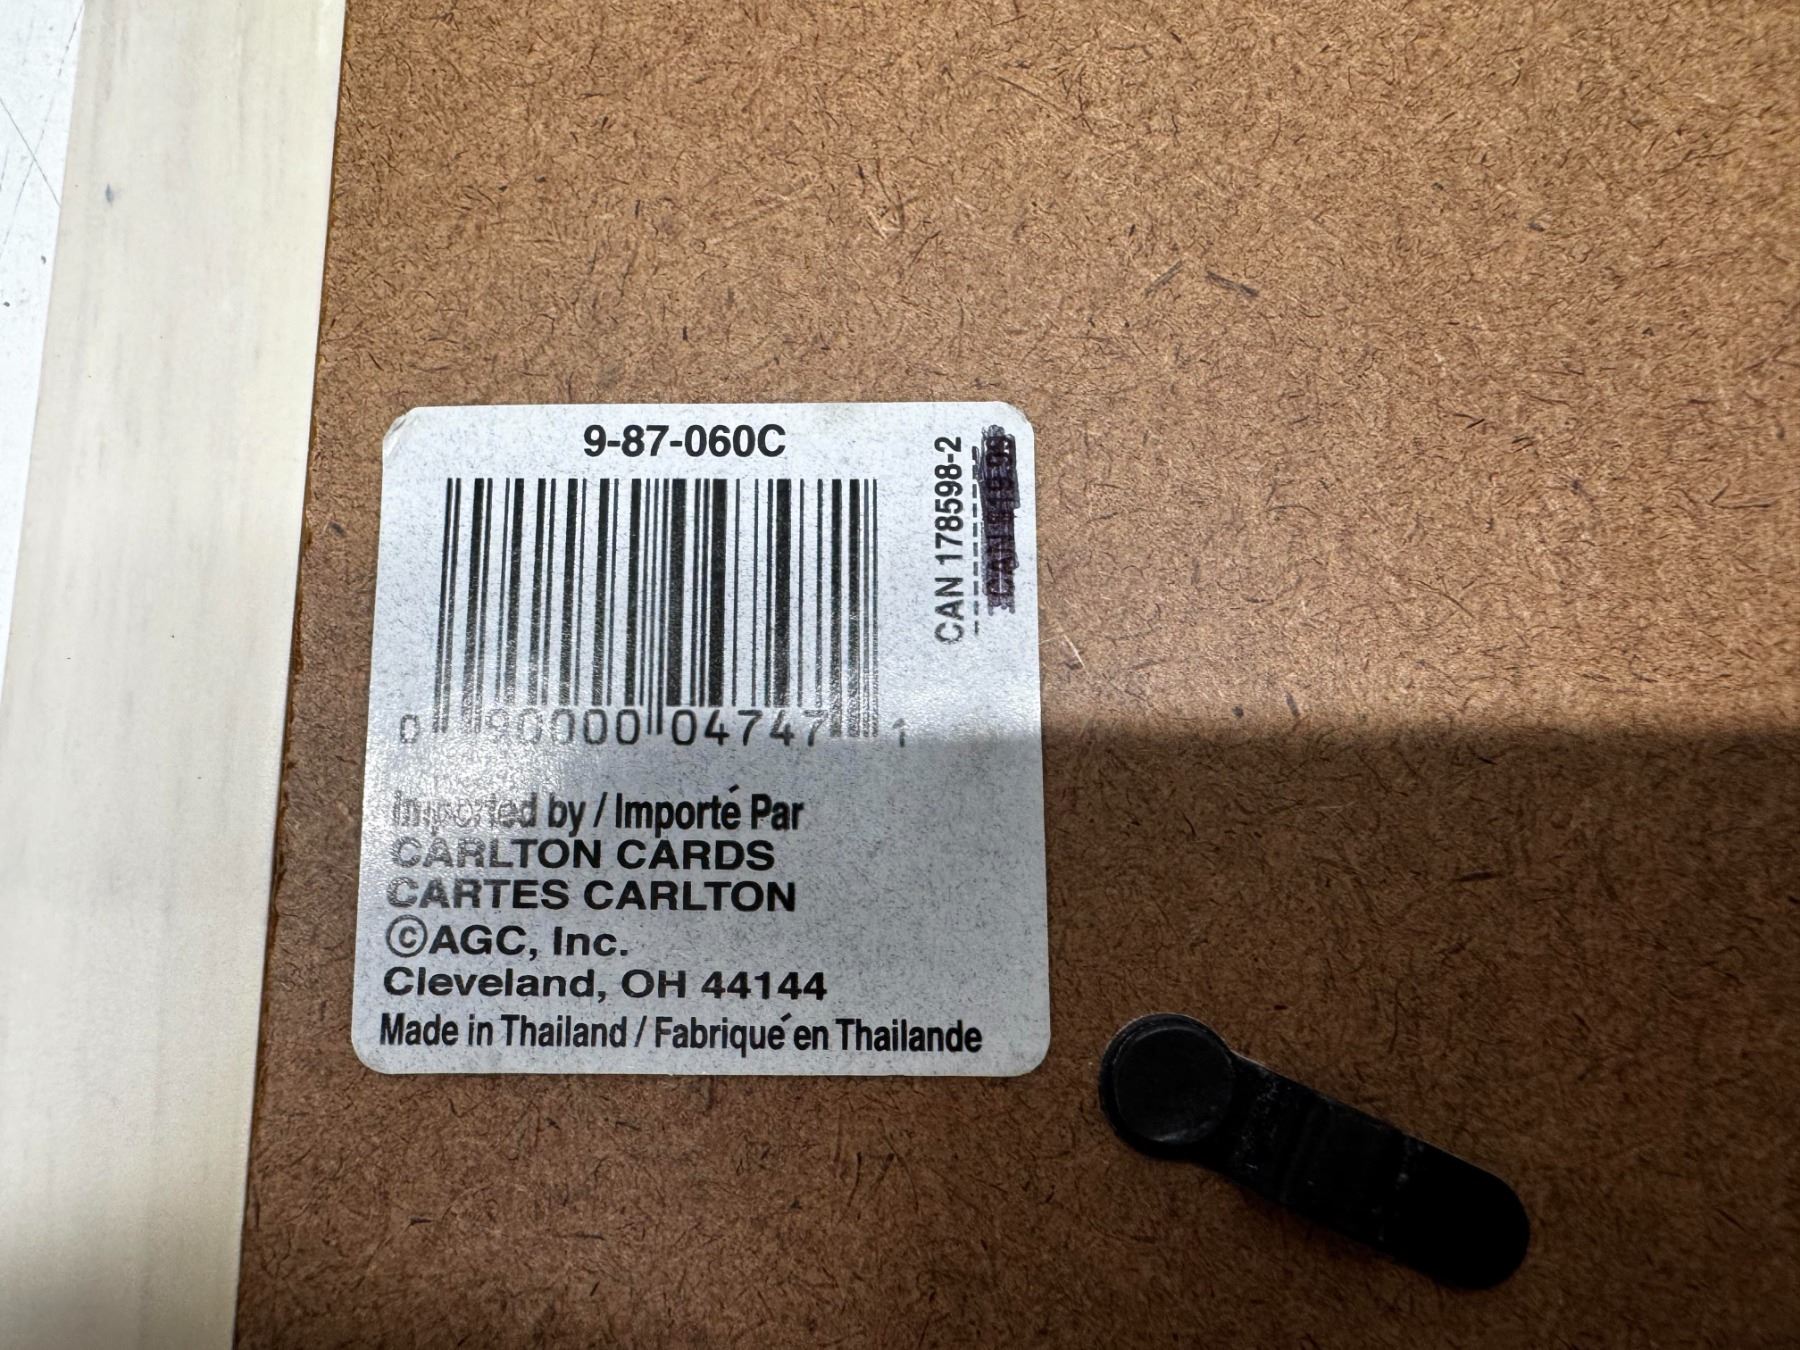 9-87-060C
CAN 178598-2
0 90000 04747 1
Imported by / Importé Par
CARLTON CARDS
CARTES CARLTON
©AGC, Inc.
Cleveland, OH 44144
Made in Thailand / Fabriqué en Thailande